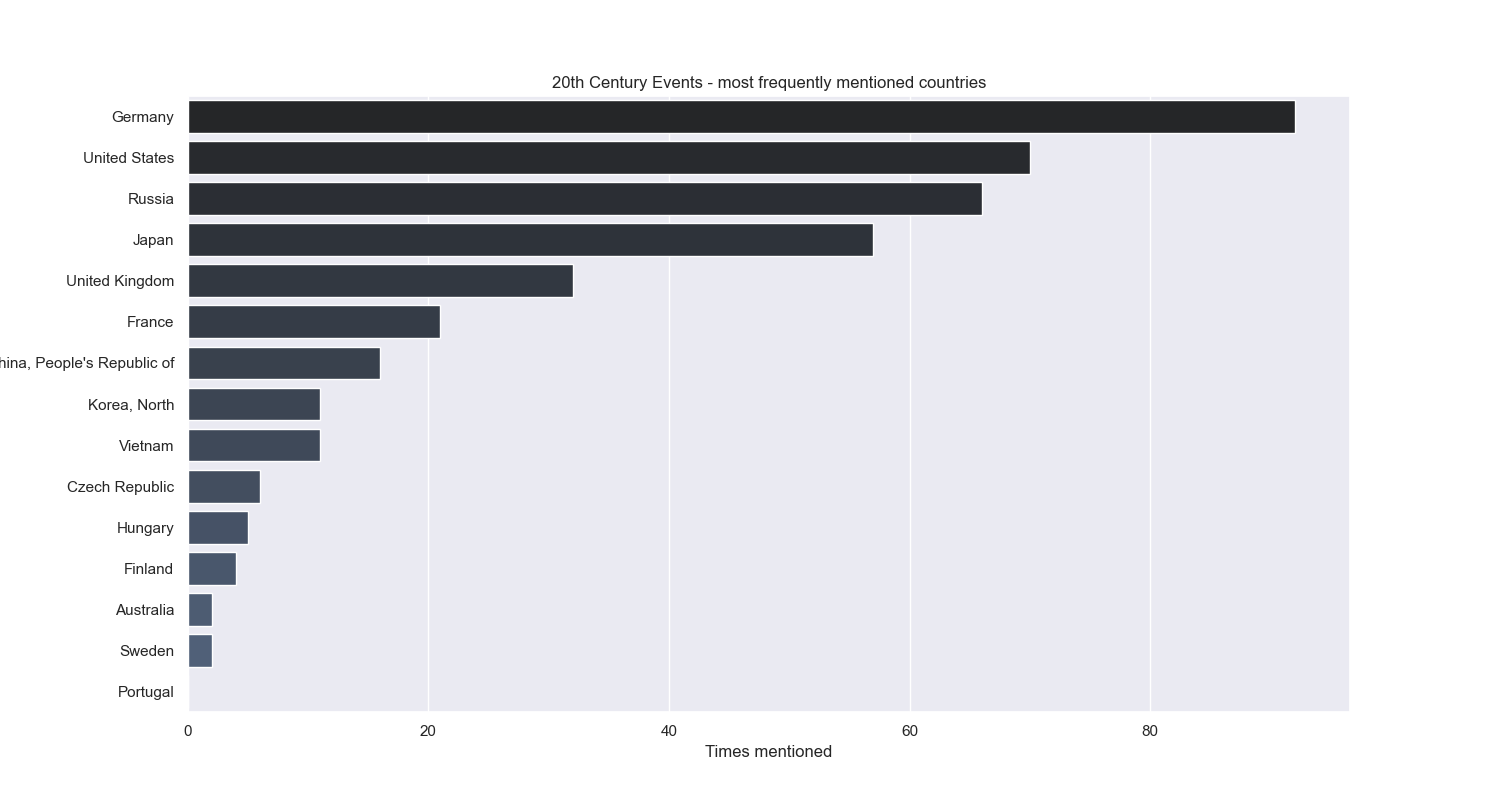 20th Century Events - most frequently mentioned countries
Germany
United States
Russia
Japan
United Kingdom
France
hina, People's Republic of
Korea, North
Vietnam
Czech Republic
Hungary
Finland
Australia
Sweden
Portugal
0 20 40 60 80
Times mentioned